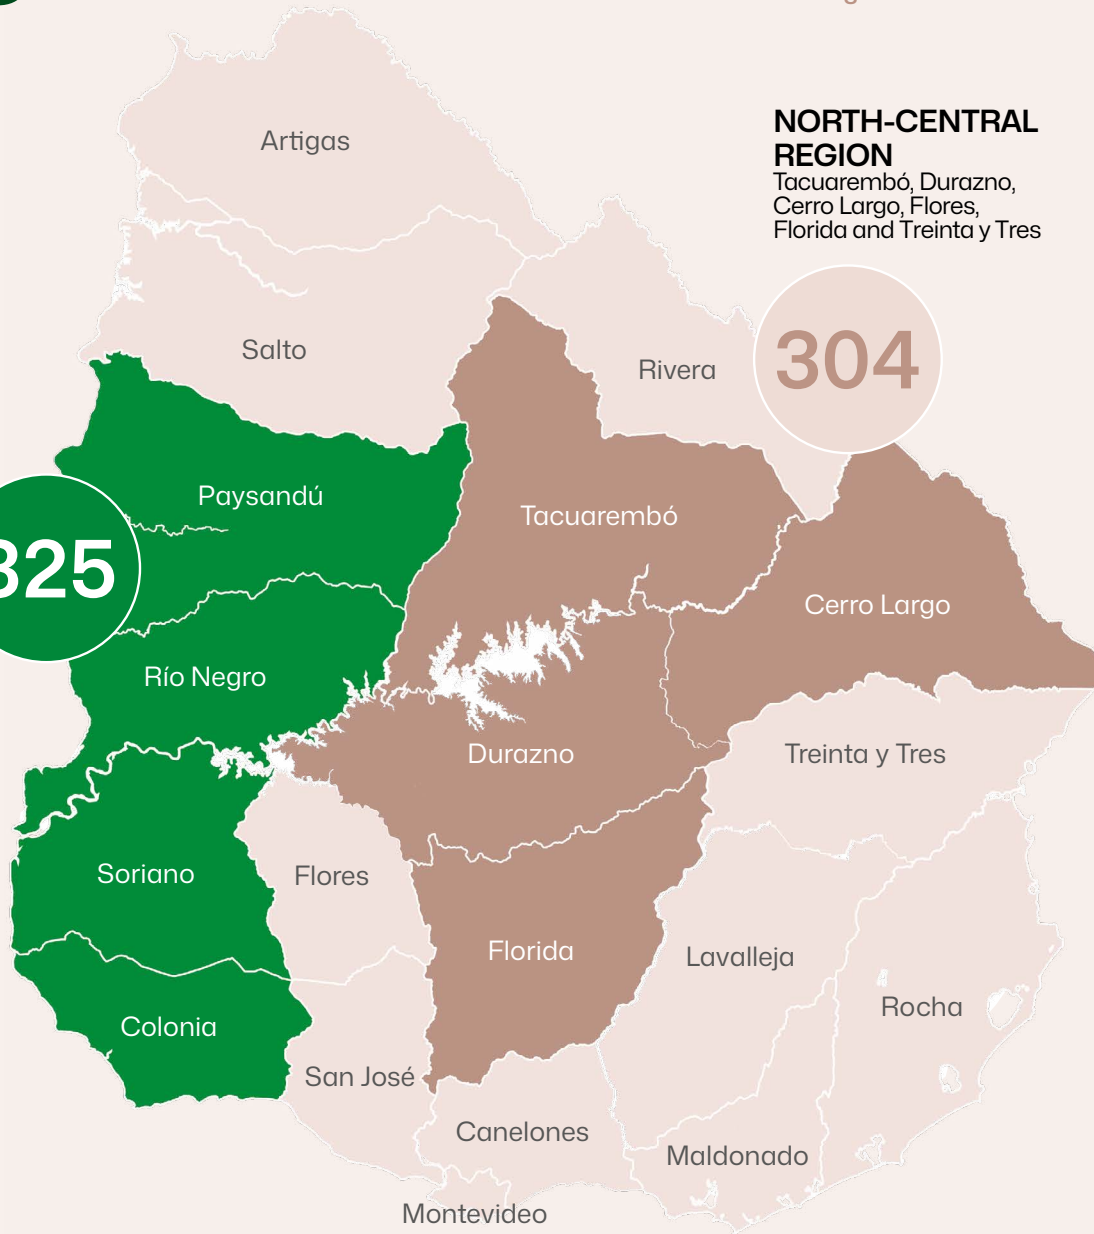 Artigas
NORTH-CENTRAL
REGION
Tacuarembó, Durazno,
Cerro Largo, Flores,
Florida and Treinta y Tres
304
Salto
Rivera
Paysandú
Tacuarembó
Cerro Largo
Río Negro
Durazno
Treinta y Tres
Soriano
Flores
Florida
Lavalleja
Rocha
Colonia
San José
Canelones
Maldonado
Montevideo